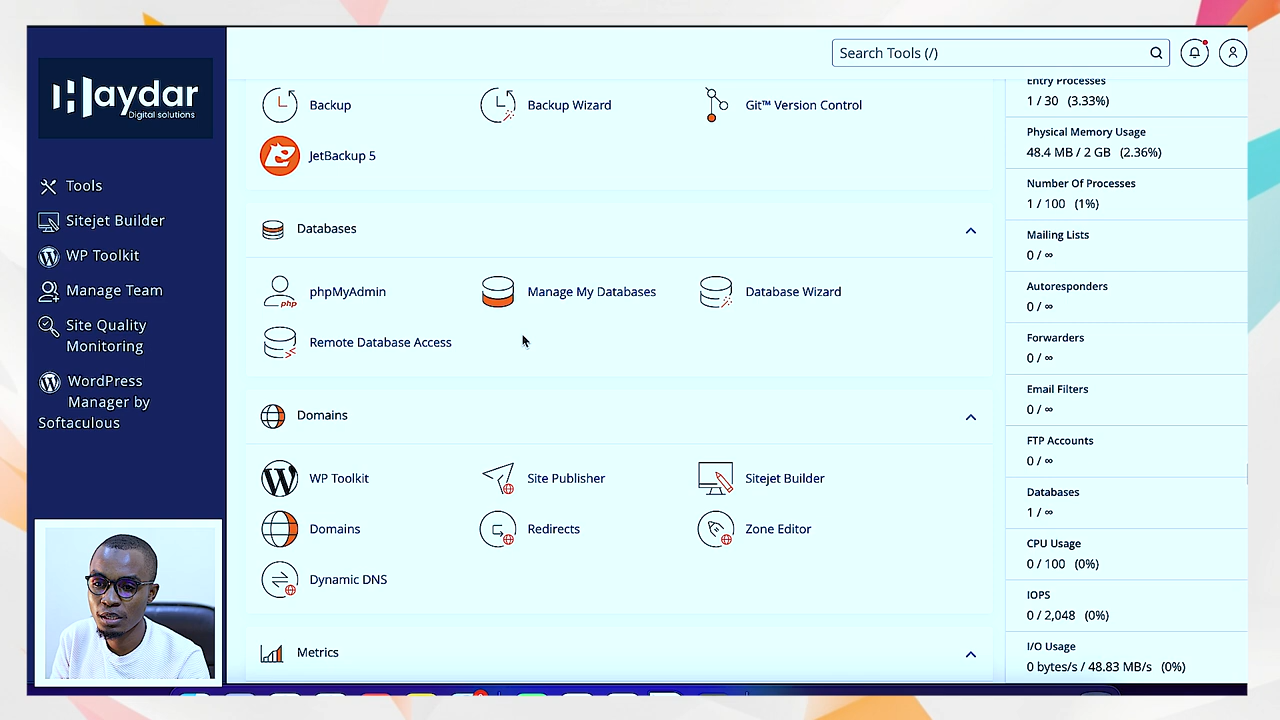 Haydar
Digital solutions
Tools
Sitejet Builder
WP Toolkit
Manage Team
Site Quality
Monitoring
WordPress
Manager by
Softaculous
Search Tools (/)
Backup
Backup Wizard
Git™ Version Control
JetBackup 5
Databases
phpMyAdmin
php
Manage My Databases
Database Wizard
Remote Database Access
Domains
WP Toolkit
Site Publisher
Sitejet Builder
Domains
Redirects
Zone Editor
Dynamic DNS
Metrics
Entry Processes
1 / 30 (3.33%)
Physical Memory Usage
48.4 MB / 2 GB (2.36%)
Number Of Processes
1 / 100 (1%)
Mailing Lists
0 / ∞
Autoresponders
0 / ∞
Forwarders
0 / ∞
Email Filters
0 / ∞
FTP Accounts
0 / ∞
Databases
1 / ∞
CPU Usage
0 / 100 (0%)
IOPS
0 / 2,048 (0%)
I/O Usage
0 bytes/s / 48.83 MB/s (0%)